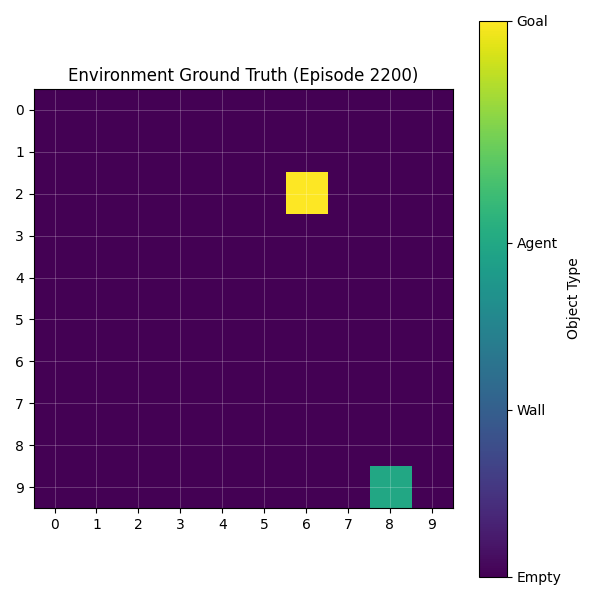 Environment Ground Truth (Episode 2200)
0
1
2
3
4
5
6
7
8
9
0 1 2 3 4 5 6 7 8 9
Goal
Agent
Wall
Empty
Object Type